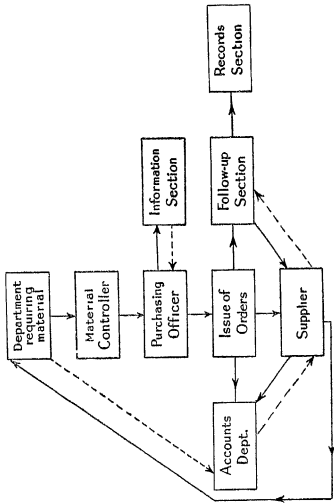 Department
requiring
material
Material
Controller
Purchasing
Officer
Information
Section
Issue of
Orders
Follow-up
Section
Records
Section
Accounts
Dept.
Supplier